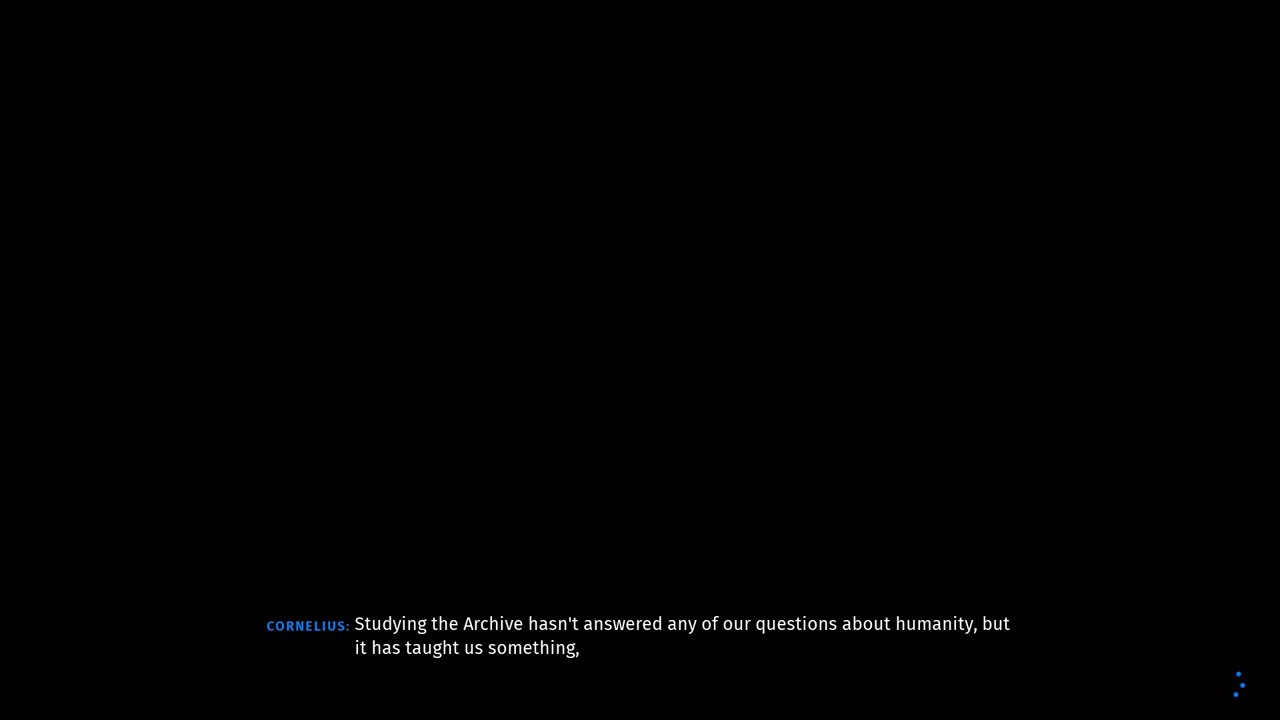 CORNELIUS: Studying the Archive hasn't answered any of our questions about humanity, but
it has taught us something,